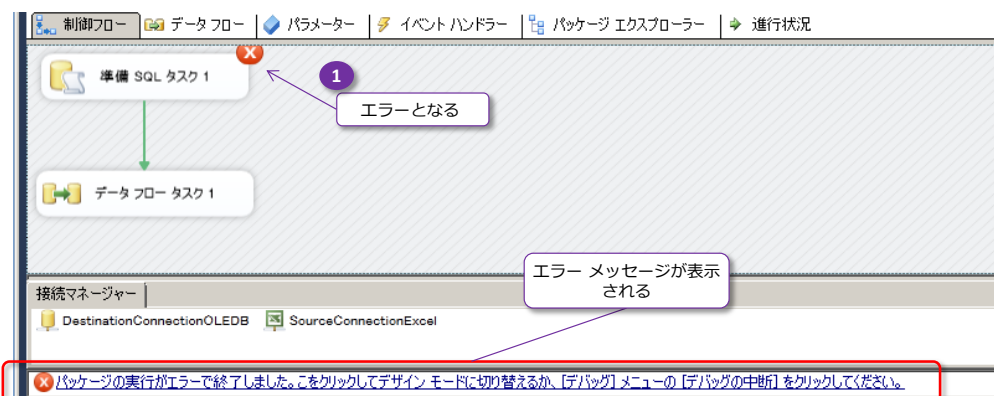 制御フロー データ フロー パラメーター イベント ハンドラー パッケージ エクスプローラー 進行状況
準備 SQL タスク 1
1
エラーとなる
データ フロー タスク 1
エラー メッセージが表示
される
接続マネージャー
DestinationConnectionOLEDB SourceConnectionExcel
パッケージの実行がエラーで終了しました。こをクリックしてデザイン モードに切り替えるか、[デバッグ] メニューの [デバッグの中断] をクリックしてください。